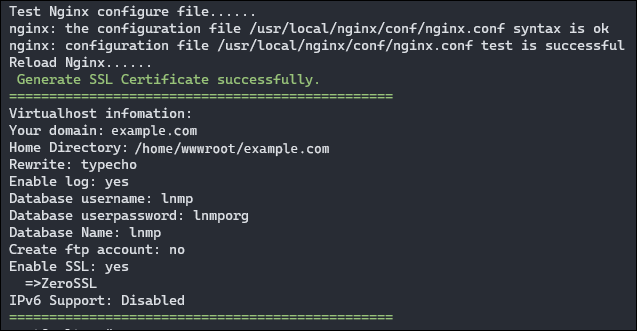 Test Nginx configure file......
nginx: the configuration file /usr/local/nginx/conf/nginx.conf syntax is ok
nginx: configuration file /usr/local/nginx/conf/nginx.conf test is successful
Reload Nginx......
Generate SSL Certificate successfully.
================================================
Virtualhost infomation:
Your domain: example.com
Home Directory: /home/wwwroot/example.com
Rewrite: typecho
Enable log: yes
Database username: lnmp
Database userpassword: lnmporg
Database Name: lnmp
Create ftp account: no
Enable SSL: yes
=>ZeroSSL
IPv6 Support: Disabled
================================================